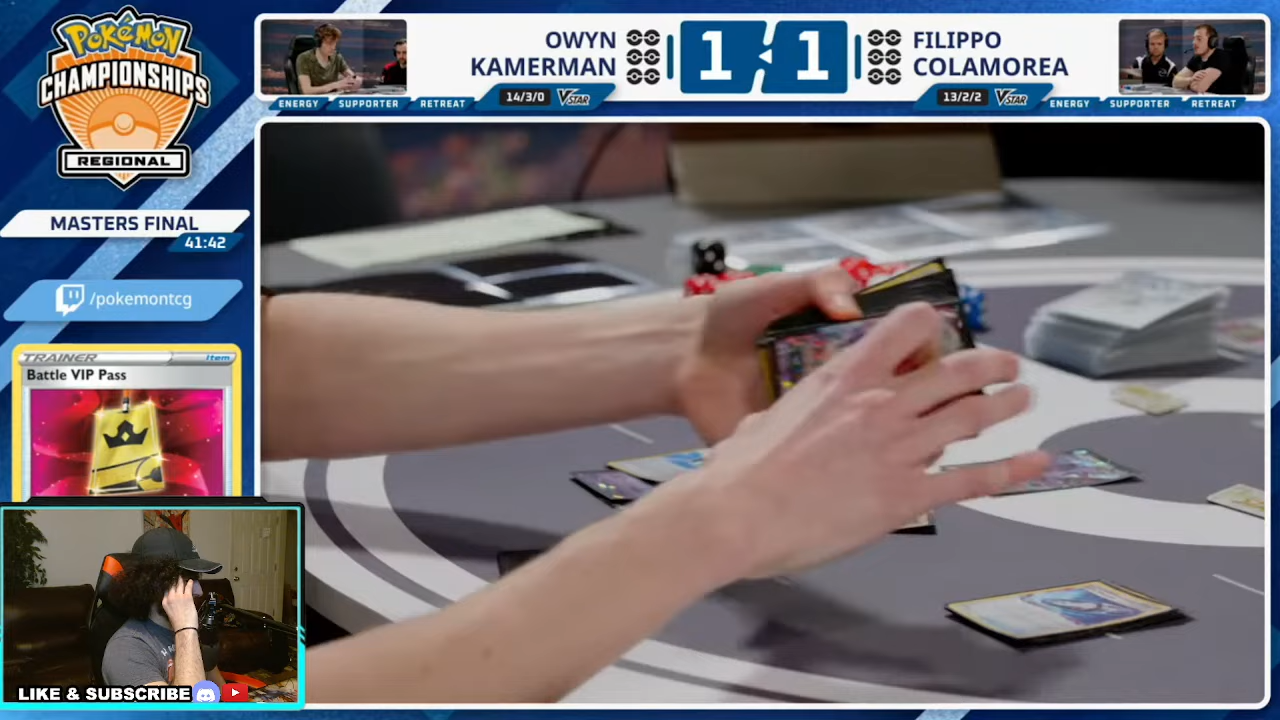 Pokémon
CHAMPIONSHIPS
REGIONAL
MASTERS FINAL
41:42
/pokemontcg
TRAINER Item
Battle VIP Pass
OWYN
KAMERMAN
1 1
FILIPPO
COLAMOREA
ENERGY SUPPORTER RETREAT
14/3/0 VSTAR
13/2/2 VSTAR
ENERGY SUPPORTER RETREAT
LIKE & SUBSCRIBE